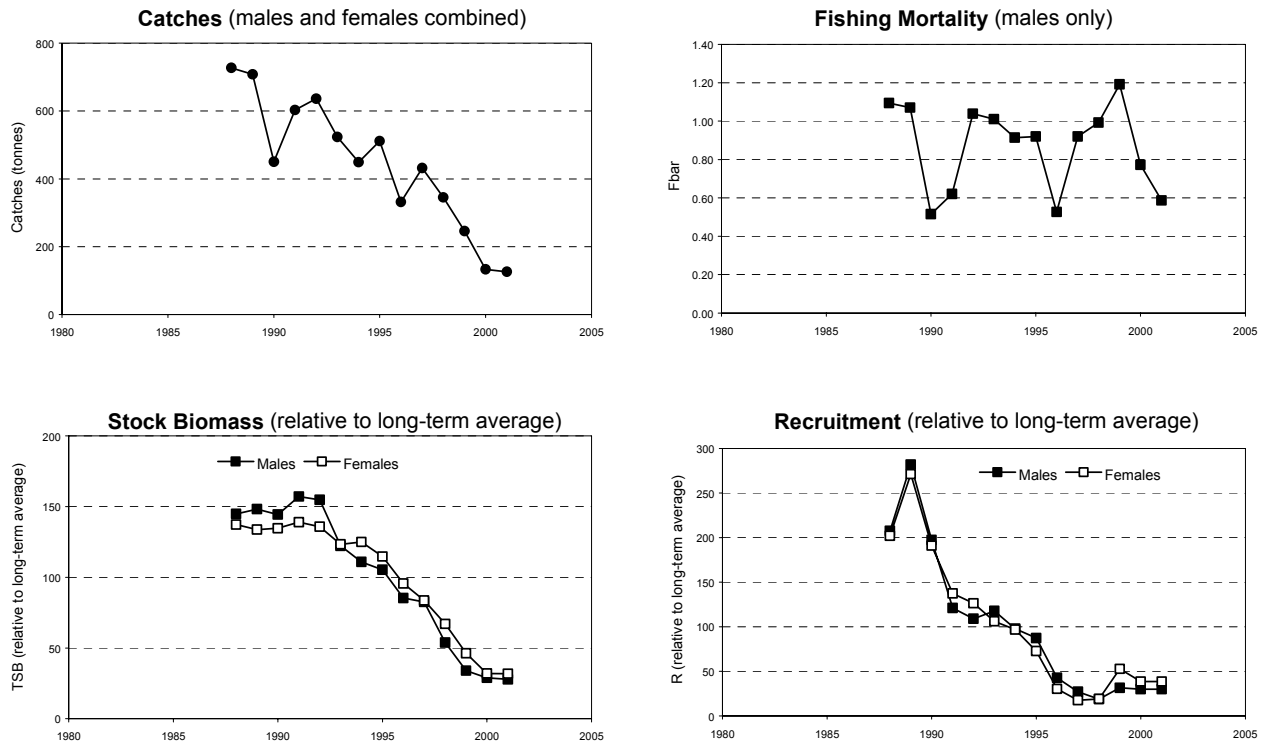 Catches (males and females combined)
800
600
400
200
0
Catches (tonnes)
1980 1985 1990 1995 2000 2005
Fishing Mortality (males only)
1.40
1.20
1.00
0.80
0.60
0.40
0.20
0.00
Fbar
1980 1985 1990 1995 2000 2005
Stock Biomass (relative to long-term average)
200
150
100
50
0
TSB (relative to long-term average)
Males Females
1980 1985 1990 1995 2000 2005
Recruitment (relative to long-term average)
300
250
200
150
100
50
0
R (relative to long-term average)
Males Females
1980 1985 1990 1995 2000 2005